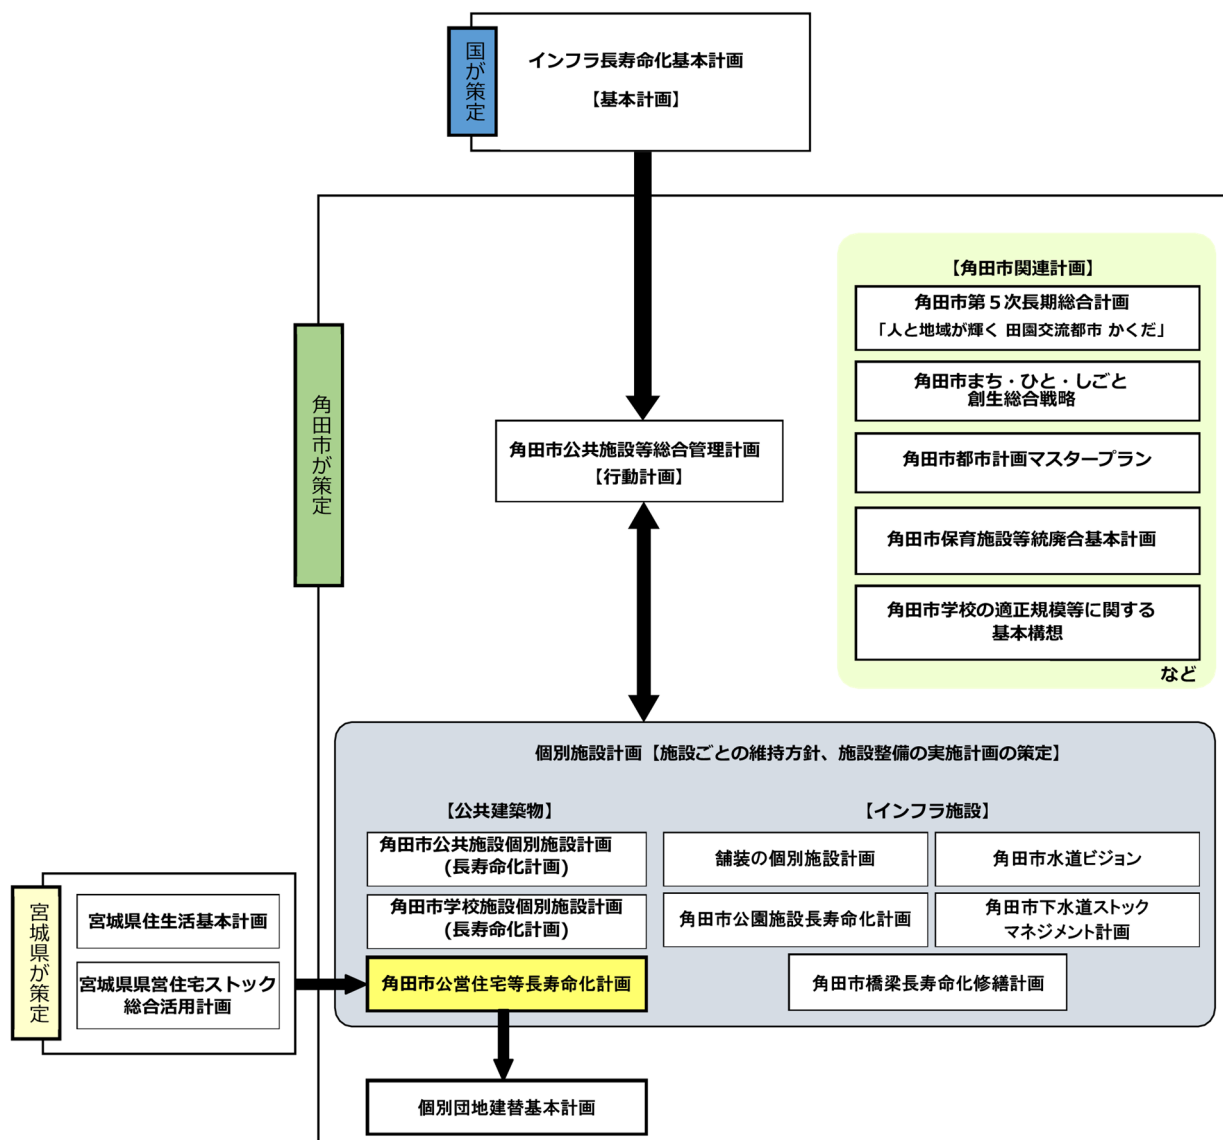 国が策定
インフラ長寿命化基本計画
【基本計画】
角田市が策定
【角田市関連計画】
角田市第５次長期総合計画
「人と地域が輝く 田園交流都市 かくだ」
角田市まち・ひと・しごと
創生総合戦略
角田市都市計画マスタープラン
角田市保育施設等統廃合基本計画
角田市学校の適正規模等に関する
基本構想
など
角田市公共施設等総合管理計画
【行動計画】
個別施設計画【施設ごとの維持方針、施設整備の実施計画の策定】
【公共建築物】
角田市公共施設個別施設計画
(長寿命化計画)
角田市学校施設個別施設計画
(長寿命化計画)
角田市公営住宅等長寿命化計画
【インフラ施設】
舗装の個別施設計画
角田市水道ビジョン
角田市公園施設長寿命化計画
角田市下水道ストック
マネジメント計画
角田市橋梁長寿命化修繕計画
宮城県が策定
宮城県住生活基本計画
宮城県県営住宅ストック
総合活用計画
個別団地建替基本計画